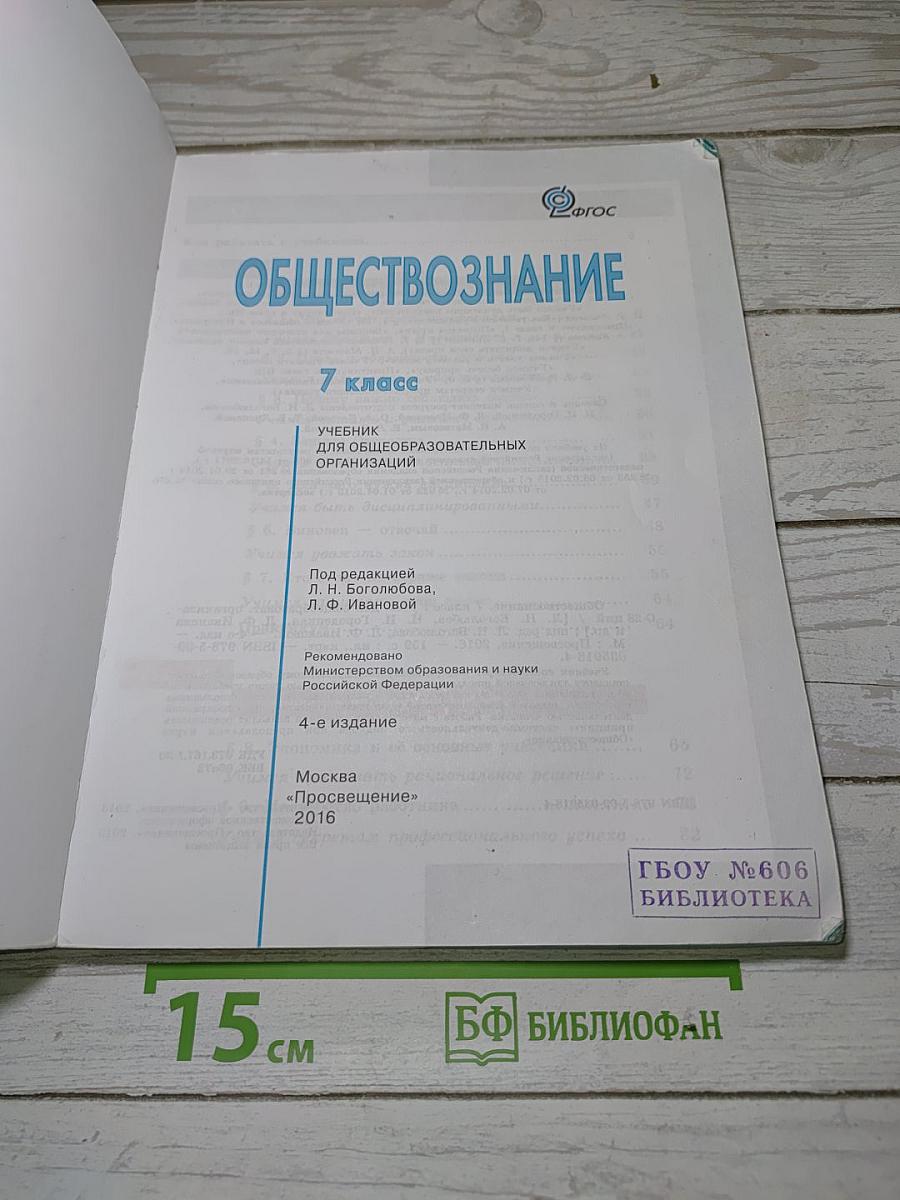 ФГОС
ОБЩЕСТВОЗНАНИЕ
7 класс
УЧЕБНИК
ДЛЯ ОБЩЕОБРАЗОВАТЕЛЬНЫХ
ОРГАНИЗАЦИЙ
Под редакцией
Л. Н. Боголюбова,
Л. Ф. Ивановой
Рекомендовано
Министерством образования и науки
Российской Федерации
4-е издание
Москва
«Просвещение»
2016
ГБОУ №606
БИБЛИОТЕКА
15 см
БФ БИБЛИОФАН